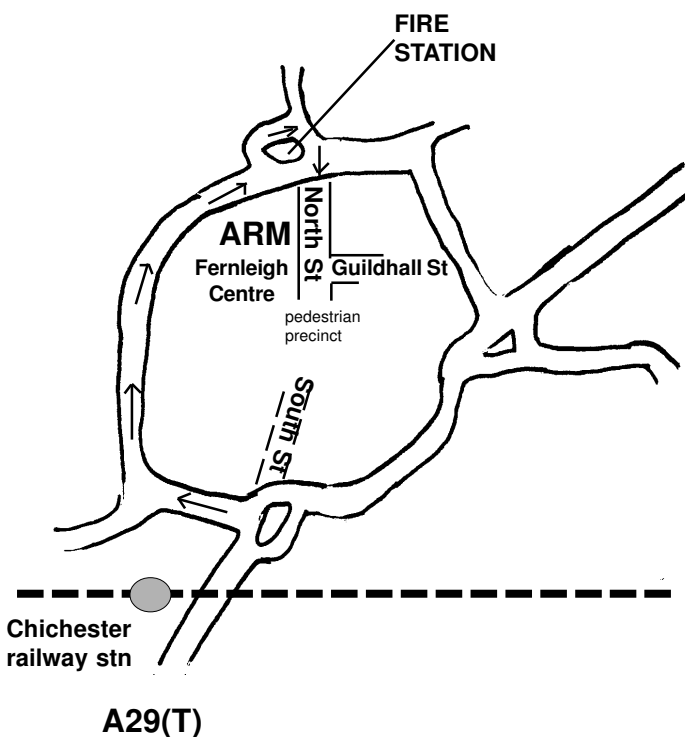 FIRE
STATION
North St
ARM
Fernleigh
Centre
Guildhall St
pedestrian
precinct
South St
Chichester
railway stn
A29(T)